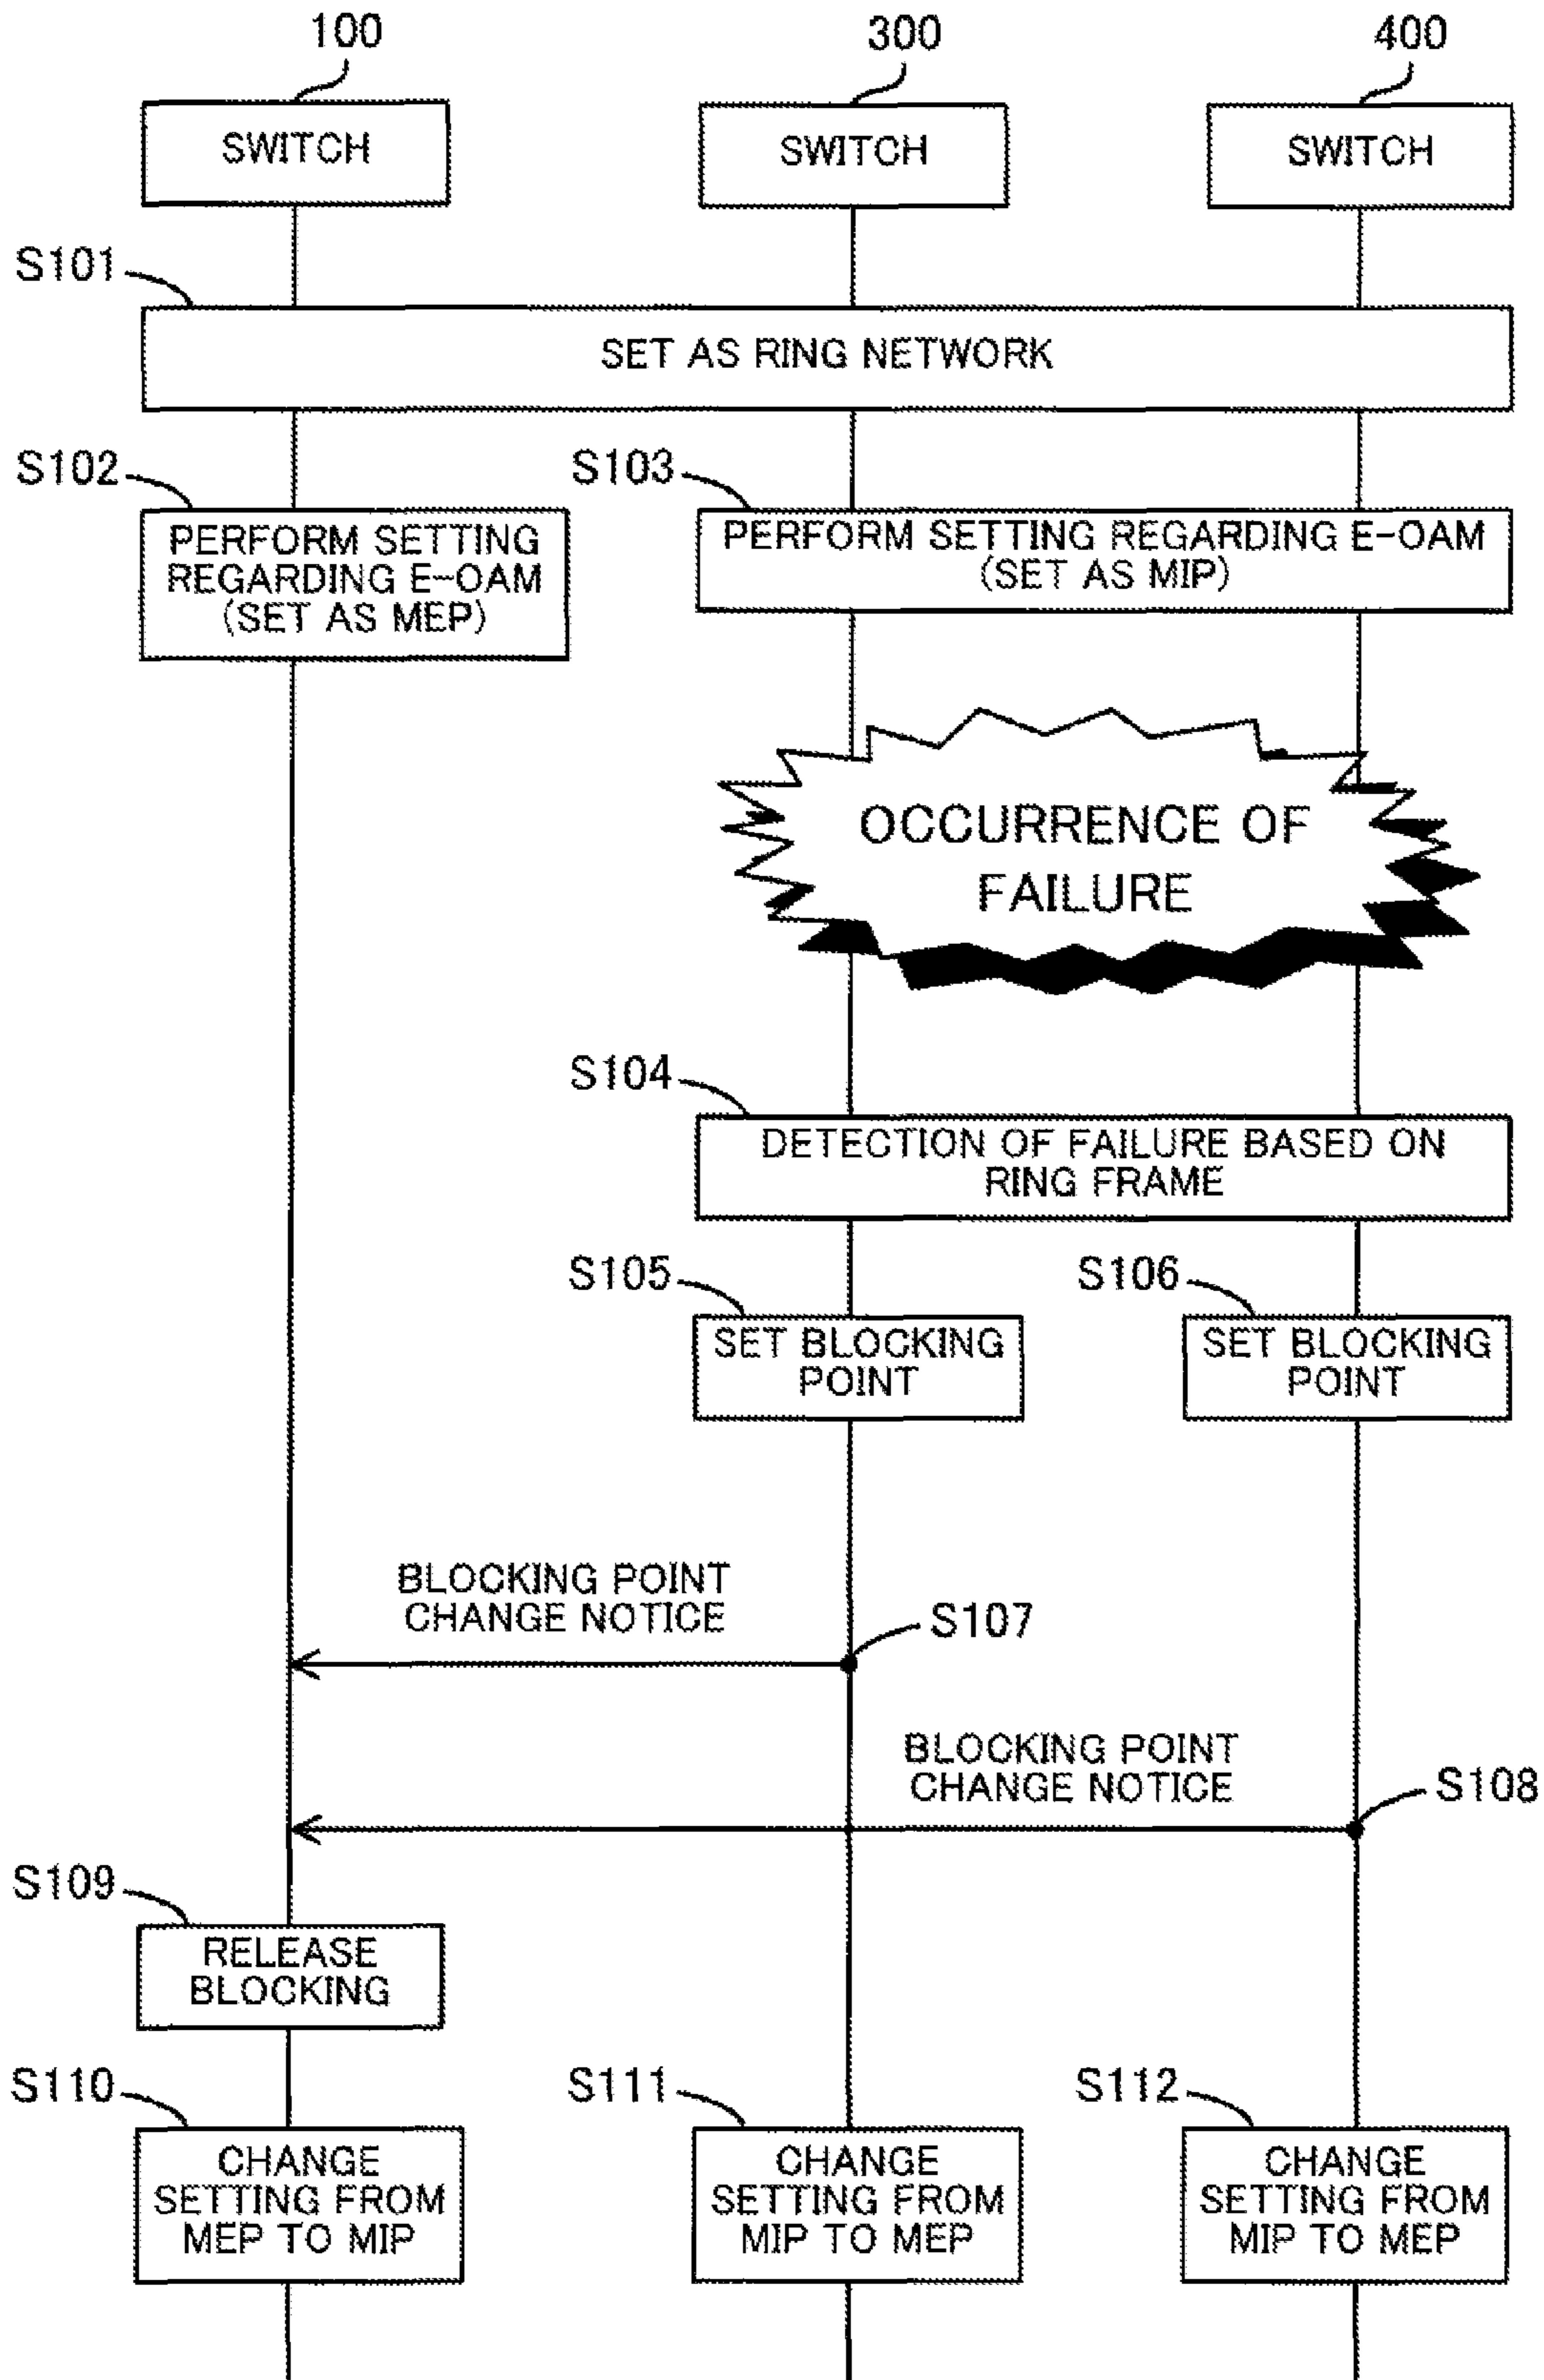 100
300
400
SWITCH
SWITCH
SWITCH
S101
SET AS RING NETWORK
S102
S103
PERFORM SETTING
REGARDING E-OAM
(SET AS MEP)
PERFORM SETTING REGARDING E-OAM
(SET AS MIP)
OCCURRENCE OF
FAILURE
S104
DETECTION OF FAILURE BASED ON
RING FRAME
S105
S106
SET BLOCKING
POINT
SET BLOCKING
POINT
BLOCKING POINT
CHANGE NOTICE
S107
BLOCKING POINT
CHANGE NOTICE
S108
S109
RELEASE
BLOCKING
S110
S111
S112
CHANGE
SETTING FROM
MEP TO MIP
CHANGE
SETTING FROM
MIP TO MEP
CHANGE
SETTING FROM
MIP TO MEP